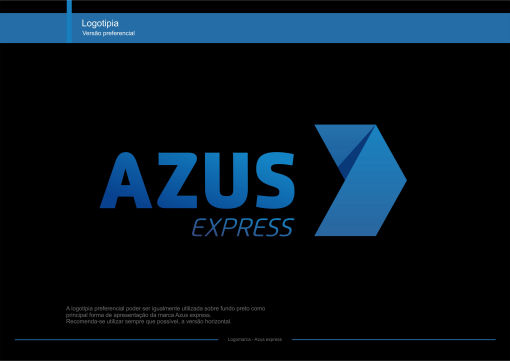 Logotipia
Versão preferencial
AZUS
EXPRESS
A logotipia preferencial poder ser igualmente utilizada sobre fundo preto como
principal forma de apresentação da marca Azus express.
Recomenda-se utilizar sempre que possível, a versão horizontal.
Logomarca - Azus express